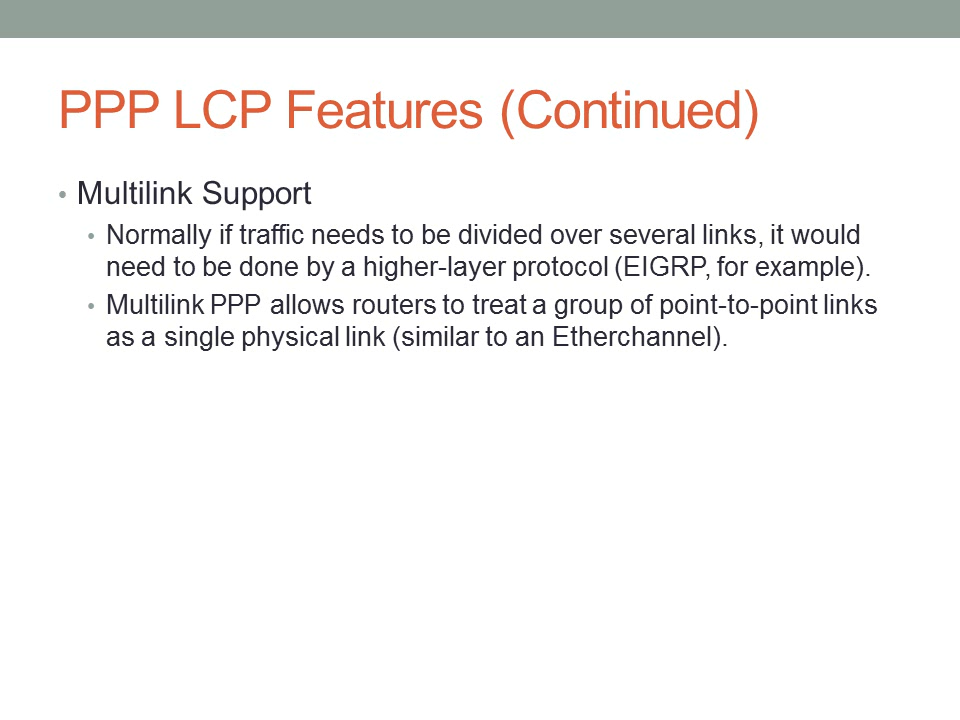 PPP LCP Features (Continued)
• Multilink Support
• Normally if traffic needs to be divided over several links, it would
need to be done by a higher-layer protocol (EIGRP, for example).
• Multilink PPP allows routers to treat a group of point-to-point links
as a single physical link (similar to an Etherchannel).